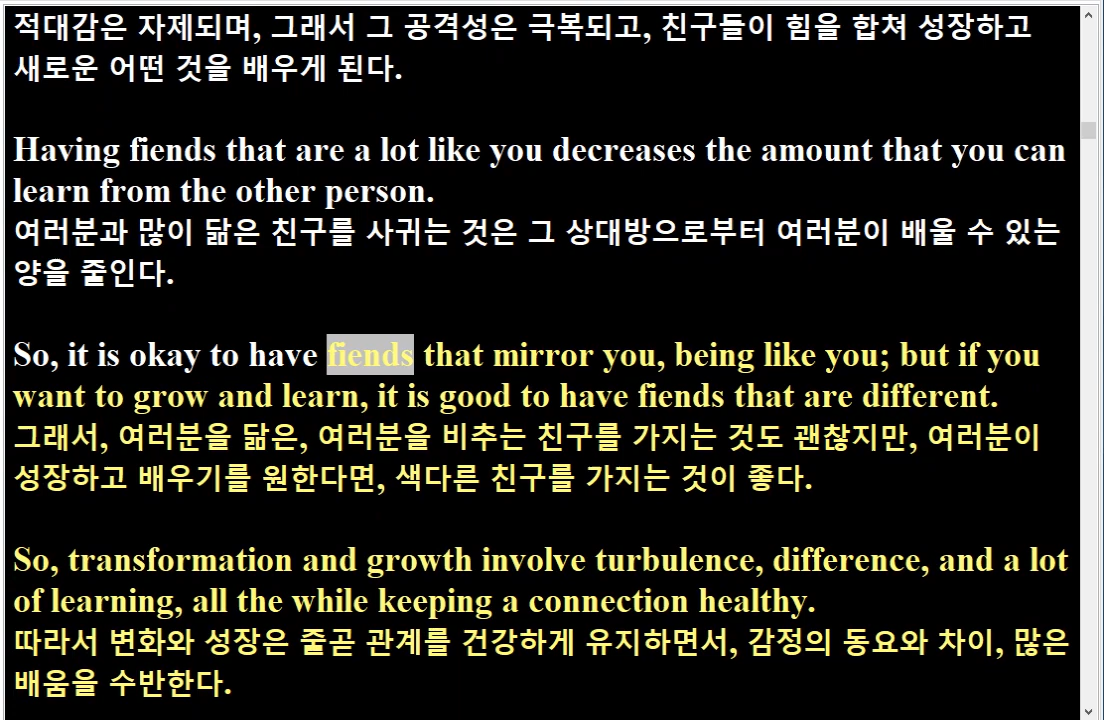 적대감은 자제되며, 그래서 그 공격성은 극복되고, 친구들이 힘을 합쳐 성장하고
새로운 어떤 것을 배우게 된다.
Having fiends that are a lot like you decreases the amount that you can
learn from the other person.
여러분과 많이 닮은 친구를 사귀는 것은 그 상대방으로부터 여러분이 배울 수 있는
양을 줄인다.
So, it is okay to have fiends that mirror you, being like you; but if you
want to grow and learn, it is good to have fiends that are different.
그래서, 여러분을 닮은, 여러분을 비추는 친구를 가지는 것도 괜찮지만, 여러분이
성장하고 배우기를 원한다면, 색다른 친구를 가지는 것이 좋다.
So, transformation and growth involve turbulence, difference, and a lot
of learning, all the while keeping a connection healthy.
따라서 변화와 성장은 줄곧 관계를 건강하게 유지하면서, 감정의 동요와 차이, 많은
배움을 수반한다.